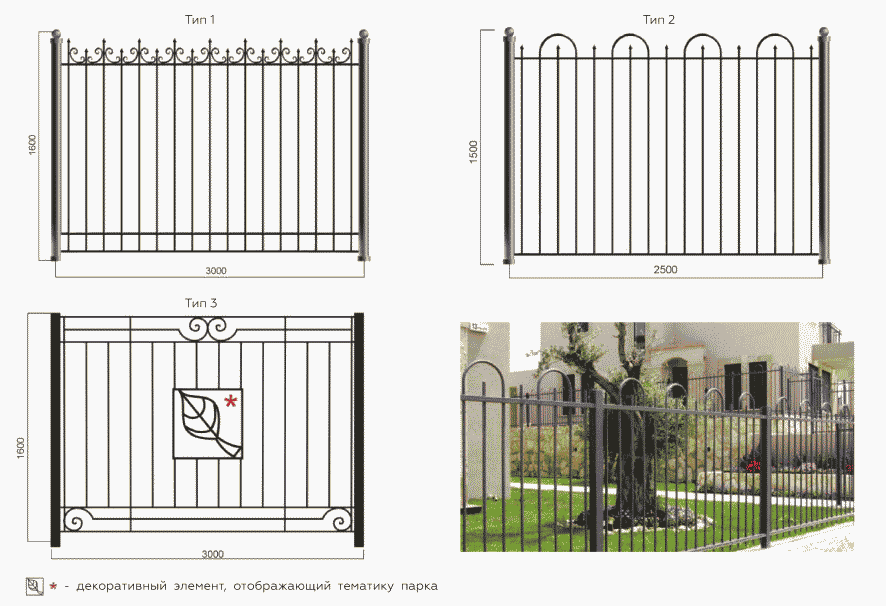 Тип 1
Тип 2
1600
1500
3000
2500
Тип 3
1600
3000
* - декоративный элемент, отображающий тематику парка